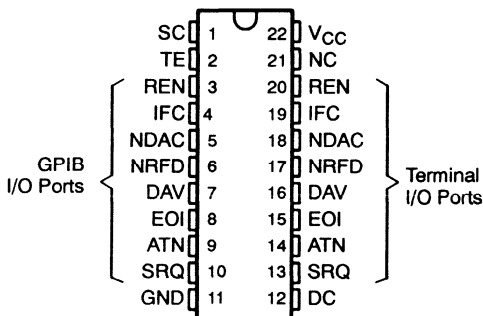 SC 1 22 VCC
TE 2 21 NC
REN 3 20 REN
IFC 4 19 IFC
NDAC 5 18 NDAC
GPIB
I/O Ports
NRFD 6 17 NRFD
Terminal
I/O Ports
DAV 7 16 DAV
EOI 8 15 EOI
ATN 9 14 ATN
SRQ 10 13 SRQ
GND 11 12 DC